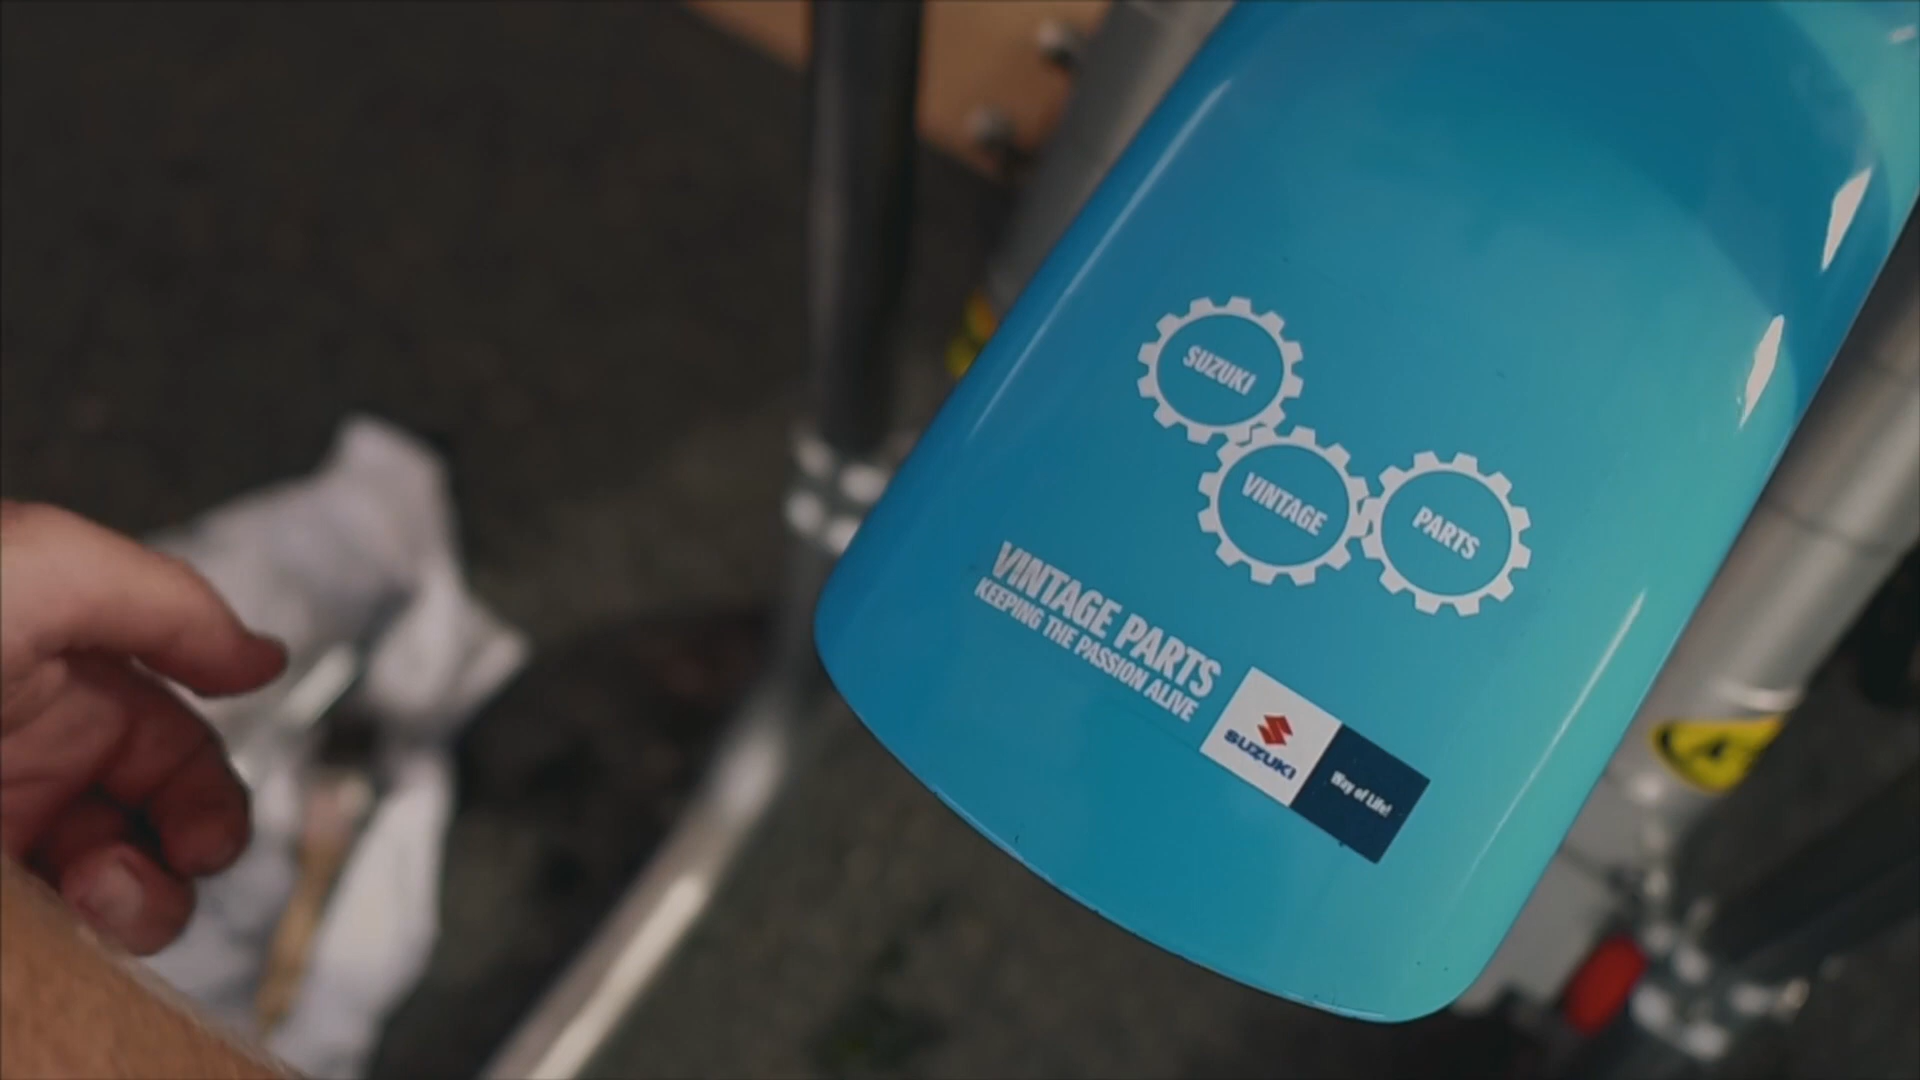 SUZUKI
VINTAGE
PARTS
VINTAGE PARTS
KEEPING THE PASSION ALIVE
SUZUKI
Way of Life!